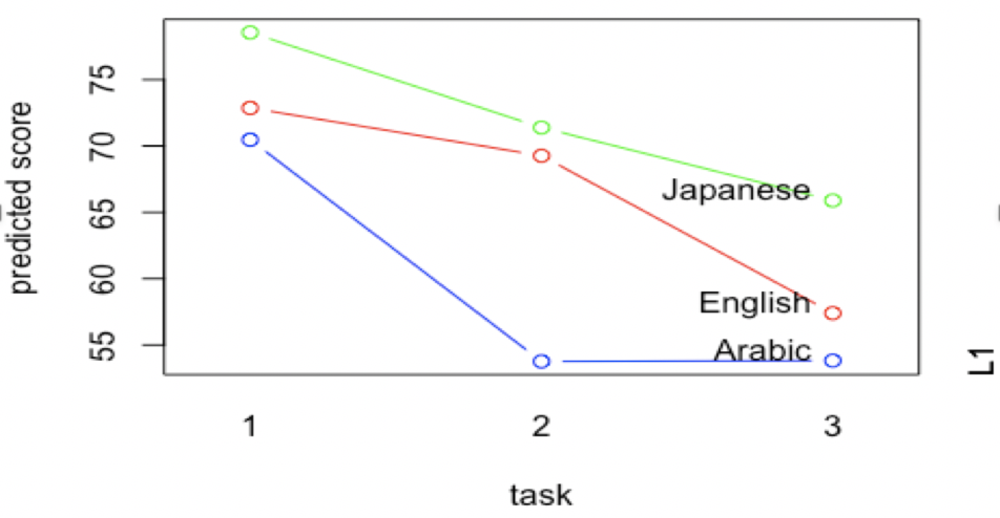 predicted score
75
70
65
60
55
Japanese
English
Arabic
1 2 3
task
L1